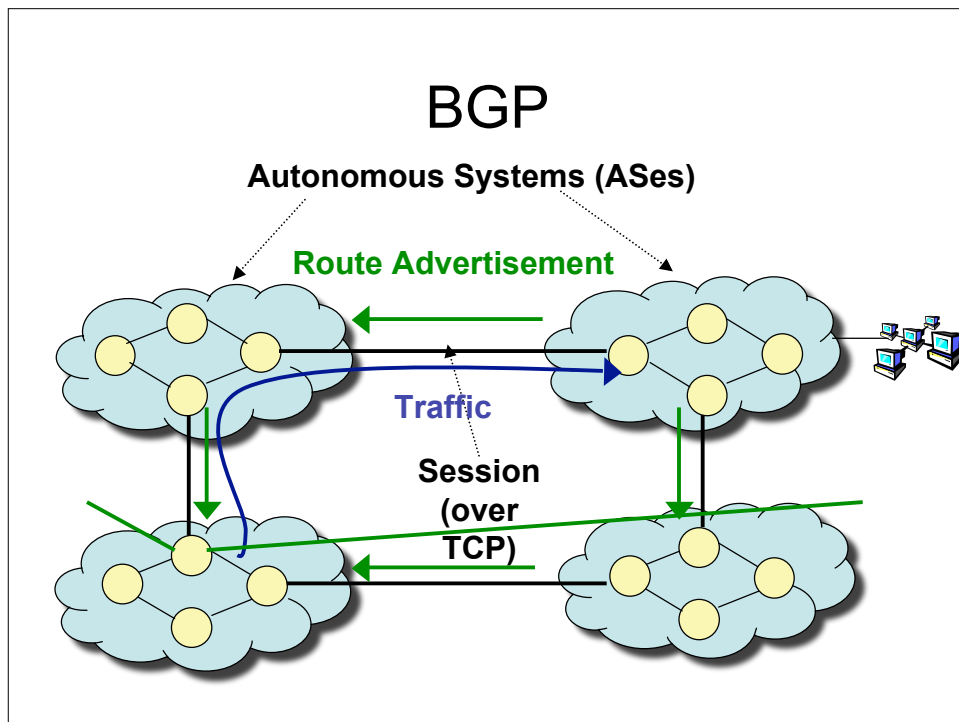 BGP
Autonomous Systems (ASes)
Route Advertisement
Traffic
Session
(over
TCP)